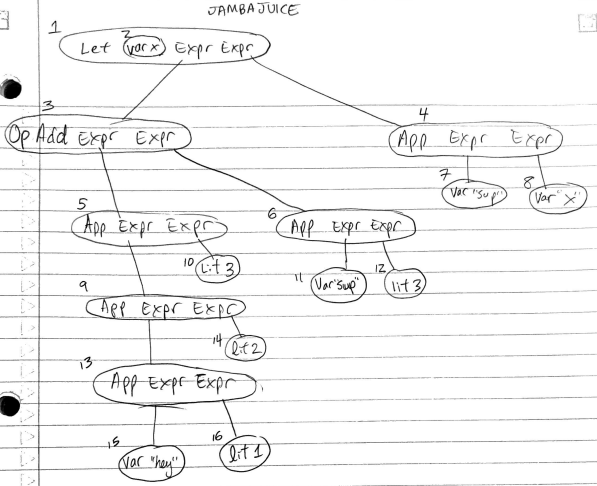 JAMBAJUICE
1
2
Let var x Expr Expr
3
4
Op Add Expr Expr
App Expr Expr
7
8
Var "sup"
Var "x"
5
6
App Expr Expr
App Expr Expr
10
Lit 3
11
12
Var "sup"
lit 3
9
App Expr Expr
14
lit 2
13
App Expr Expr
15
16
Var "hey"
lit 1